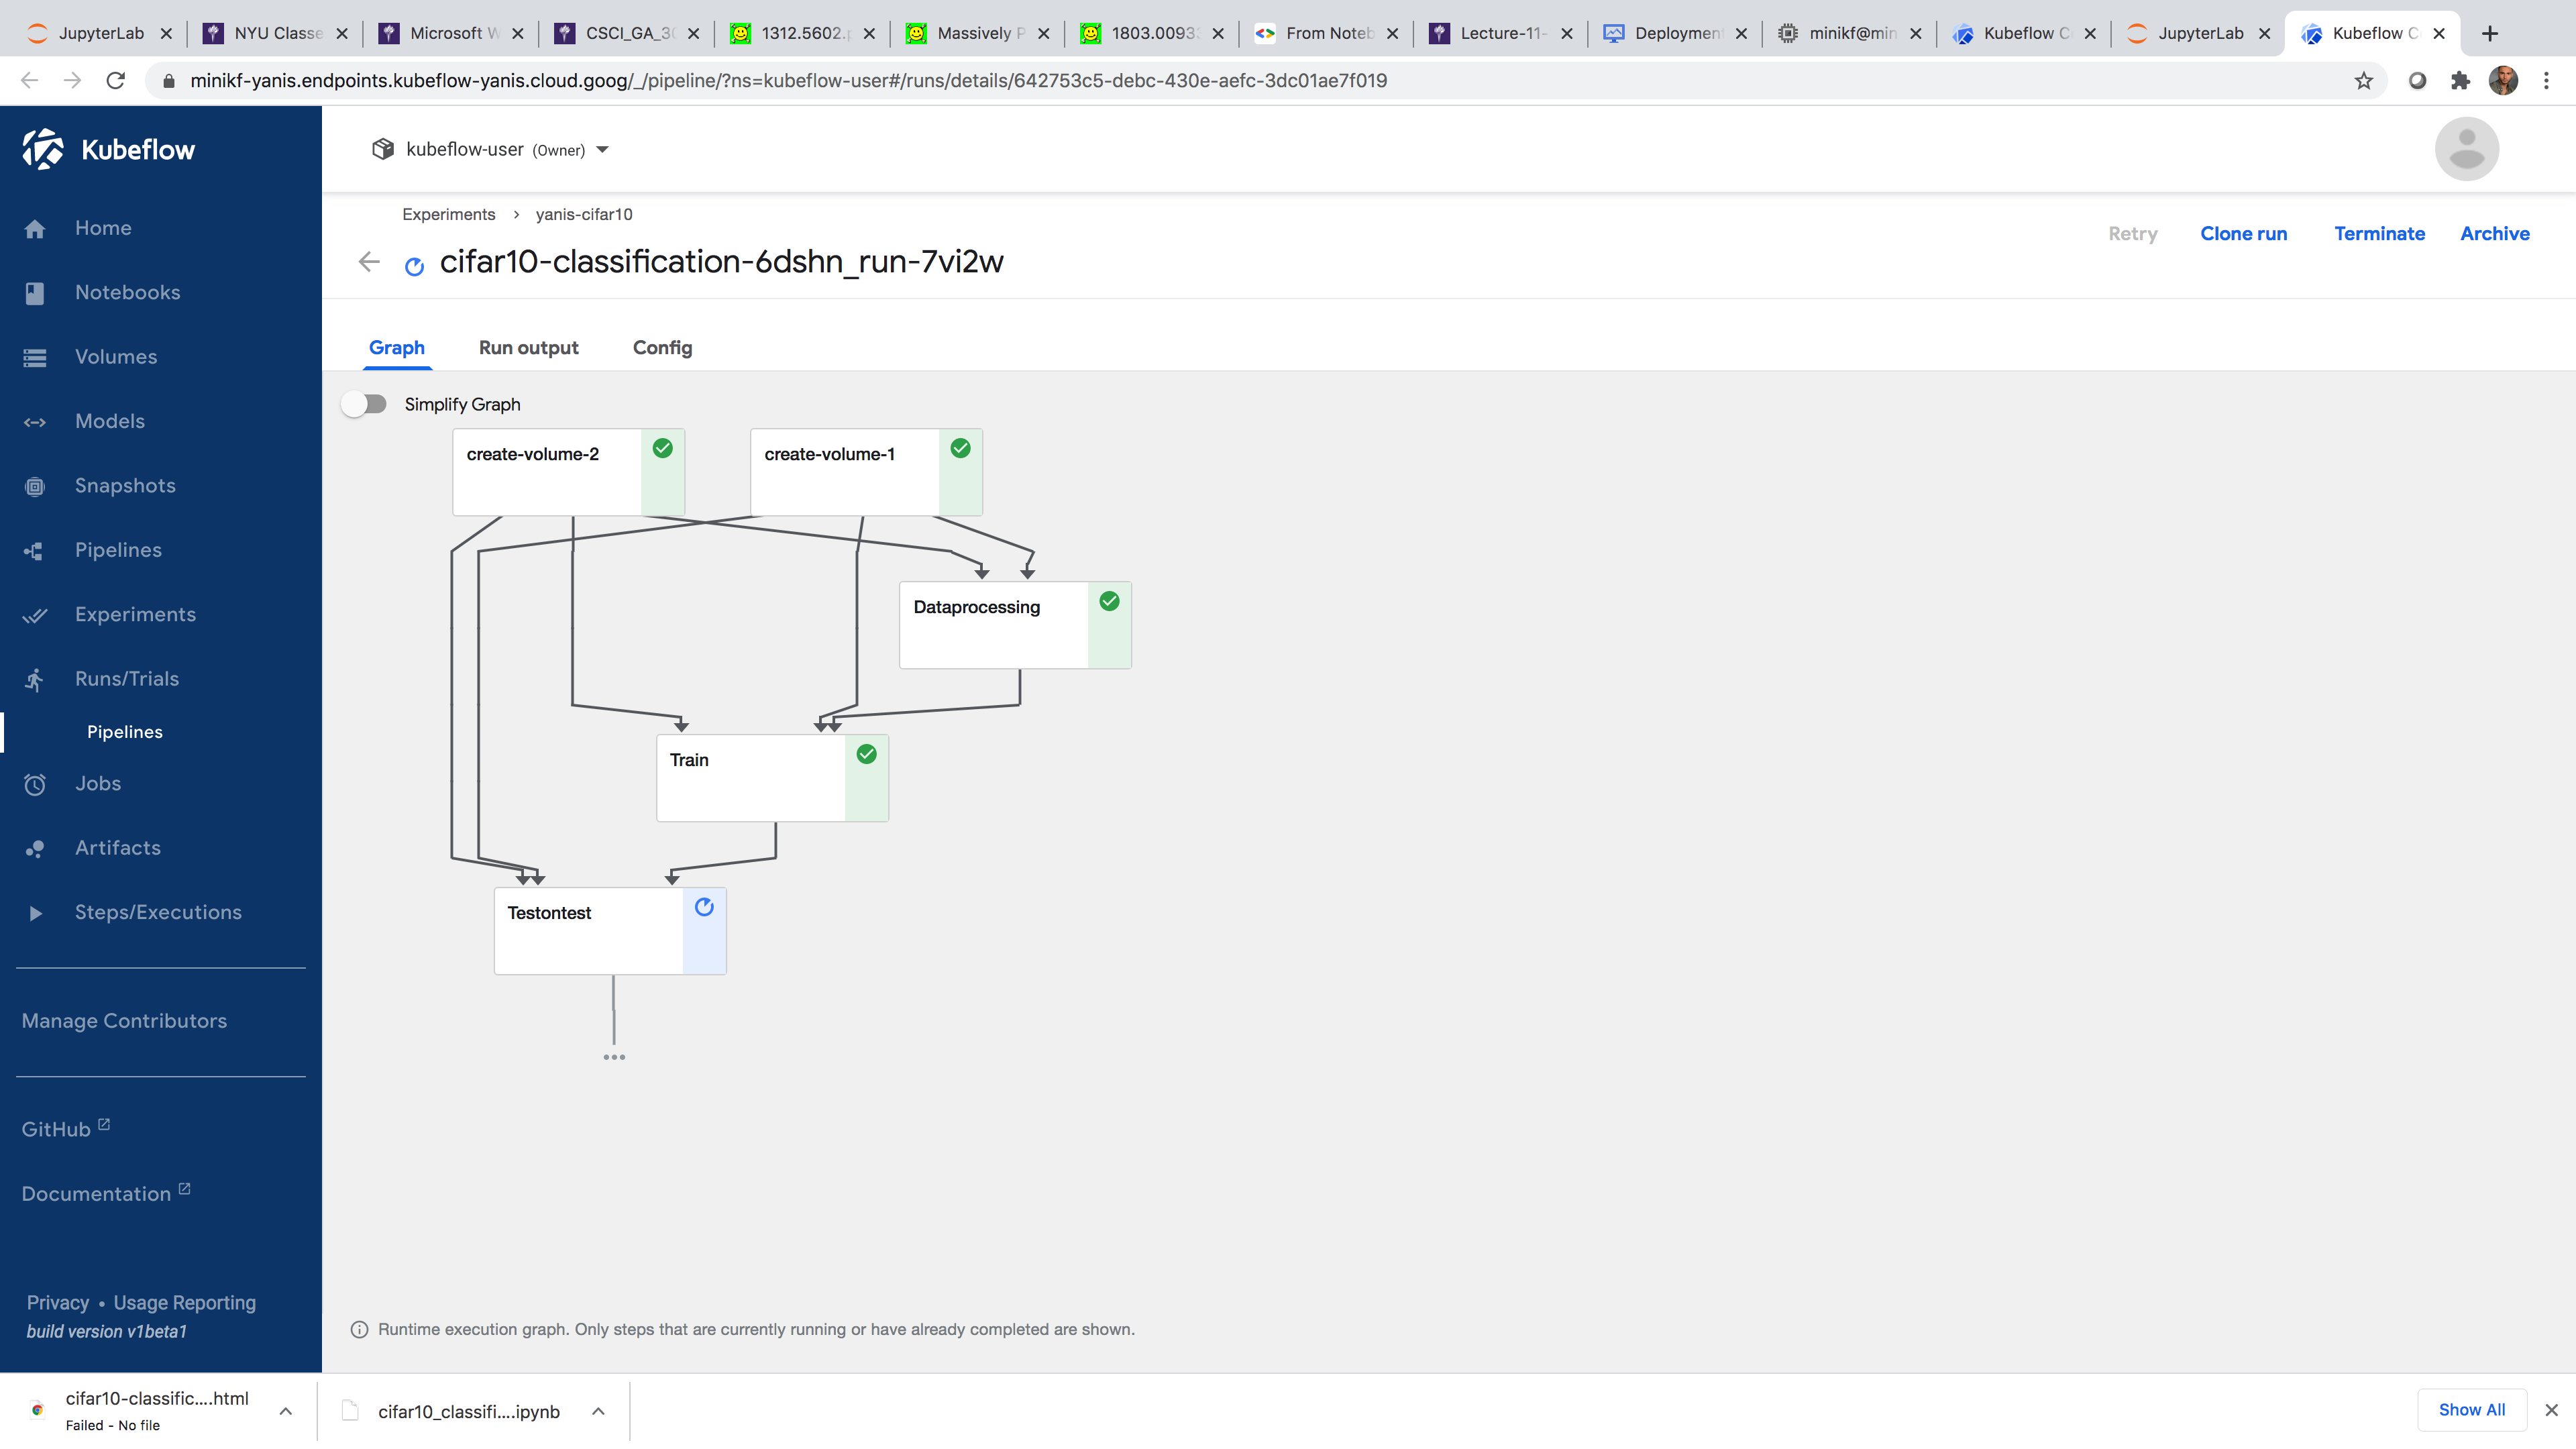 JupyterLab
NYU Classe
Microsoft W
CSCI_GA_30
1312.5602.p
Massively P
1803.00933
From Noteb
Lecture-11-
Deployment
minikf@min
Kubeflow C
JupyterLab
Kubeflow C
minikf-yanis.endpoints.kubeflow-yanis.cloud.goog/_/pipeline/?ns=kubeflow-user#/runs/details/642753c5-debc-430e-aefc-3dc01ae7f019
Kubeflow
kubeflow-user (Owner)
Home
Notebooks
Volumes
Models
Snapshots
Pipelines
Experiments
Runs/Trials
Pipelines
Jobs
Artifacts
Steps/Executions
Manage Contributors
GitHub
Documentation
Privacy • Usage Reporting
build version v1beta1
Experiments > yanis-cifar10
cifar10-classification-6dshn_run-7vi2w
Retry
Clone run
Terminate
Archive
Graph
Run output
Config
Simplify Graph
create-volume-2
create-volume-1
Dataprocessing
Train
Testontest
Runtime execution graph. Only steps that are currently running or have already completed are shown.
cifar10-classific....html
Failed - No file
cifar10_classifi....ipynb
Show All